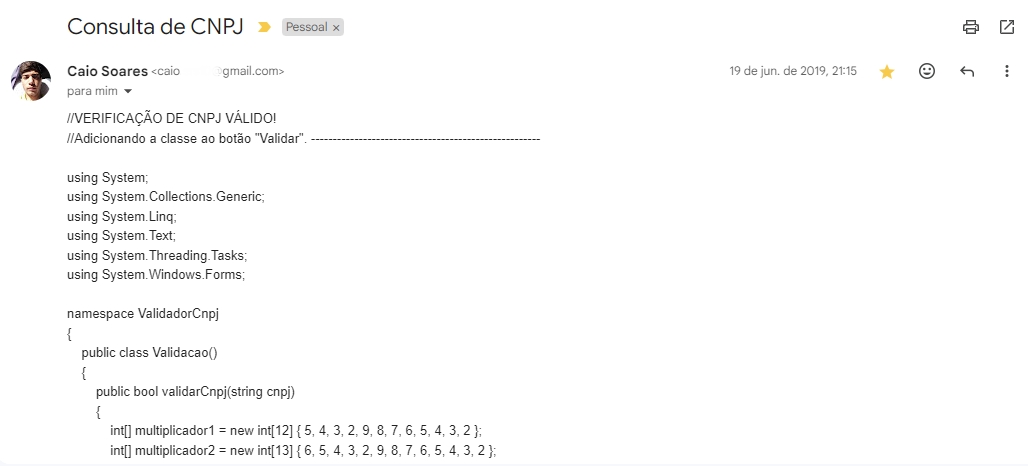 Consulta de CNPJ Pessoal ×
Caio Soares <caio gmail.com> 19 de jun. de 2019, 21:15
para mim
//VERIFICAÇÃO DE CNPJ VÁLIDO!
//Adicionando a classe ao botão "Validar". -----------------------------------------------------
using System;
using System.Collections.Generic;
using System.Linq;
using System.Text;
using System.Threading.Tasks;
using System.Windows.Forms;
namespace ValidadorCnpj
{
public class Validacao()
{
public bool validarCnpj(string cnpj)
{
int[] multiplicador1 = new int[12] { 5, 4, 3, 2, 9, 8, 7, 6, 5, 4, 3, 2 };
int[] multiplicador2 = new int[13] { 6, 5, 4, 3, 2, 9, 8, 7, 6, 5, 4, 3, 2 };